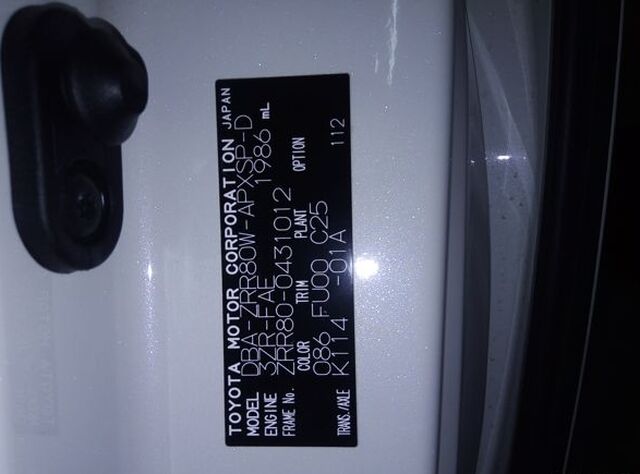 TOYOTA MOTOR CORPORATION JAPAN
MODEL DBA-ZRR80W-APXSP-D
ENGINE 3ZR-FAE 1986 mL
FRAME No. ZRR80-0431012
COLOR TRIM PLANT OPTION
086 FU00 C25
TRANS./AXLE K114 -01A 112